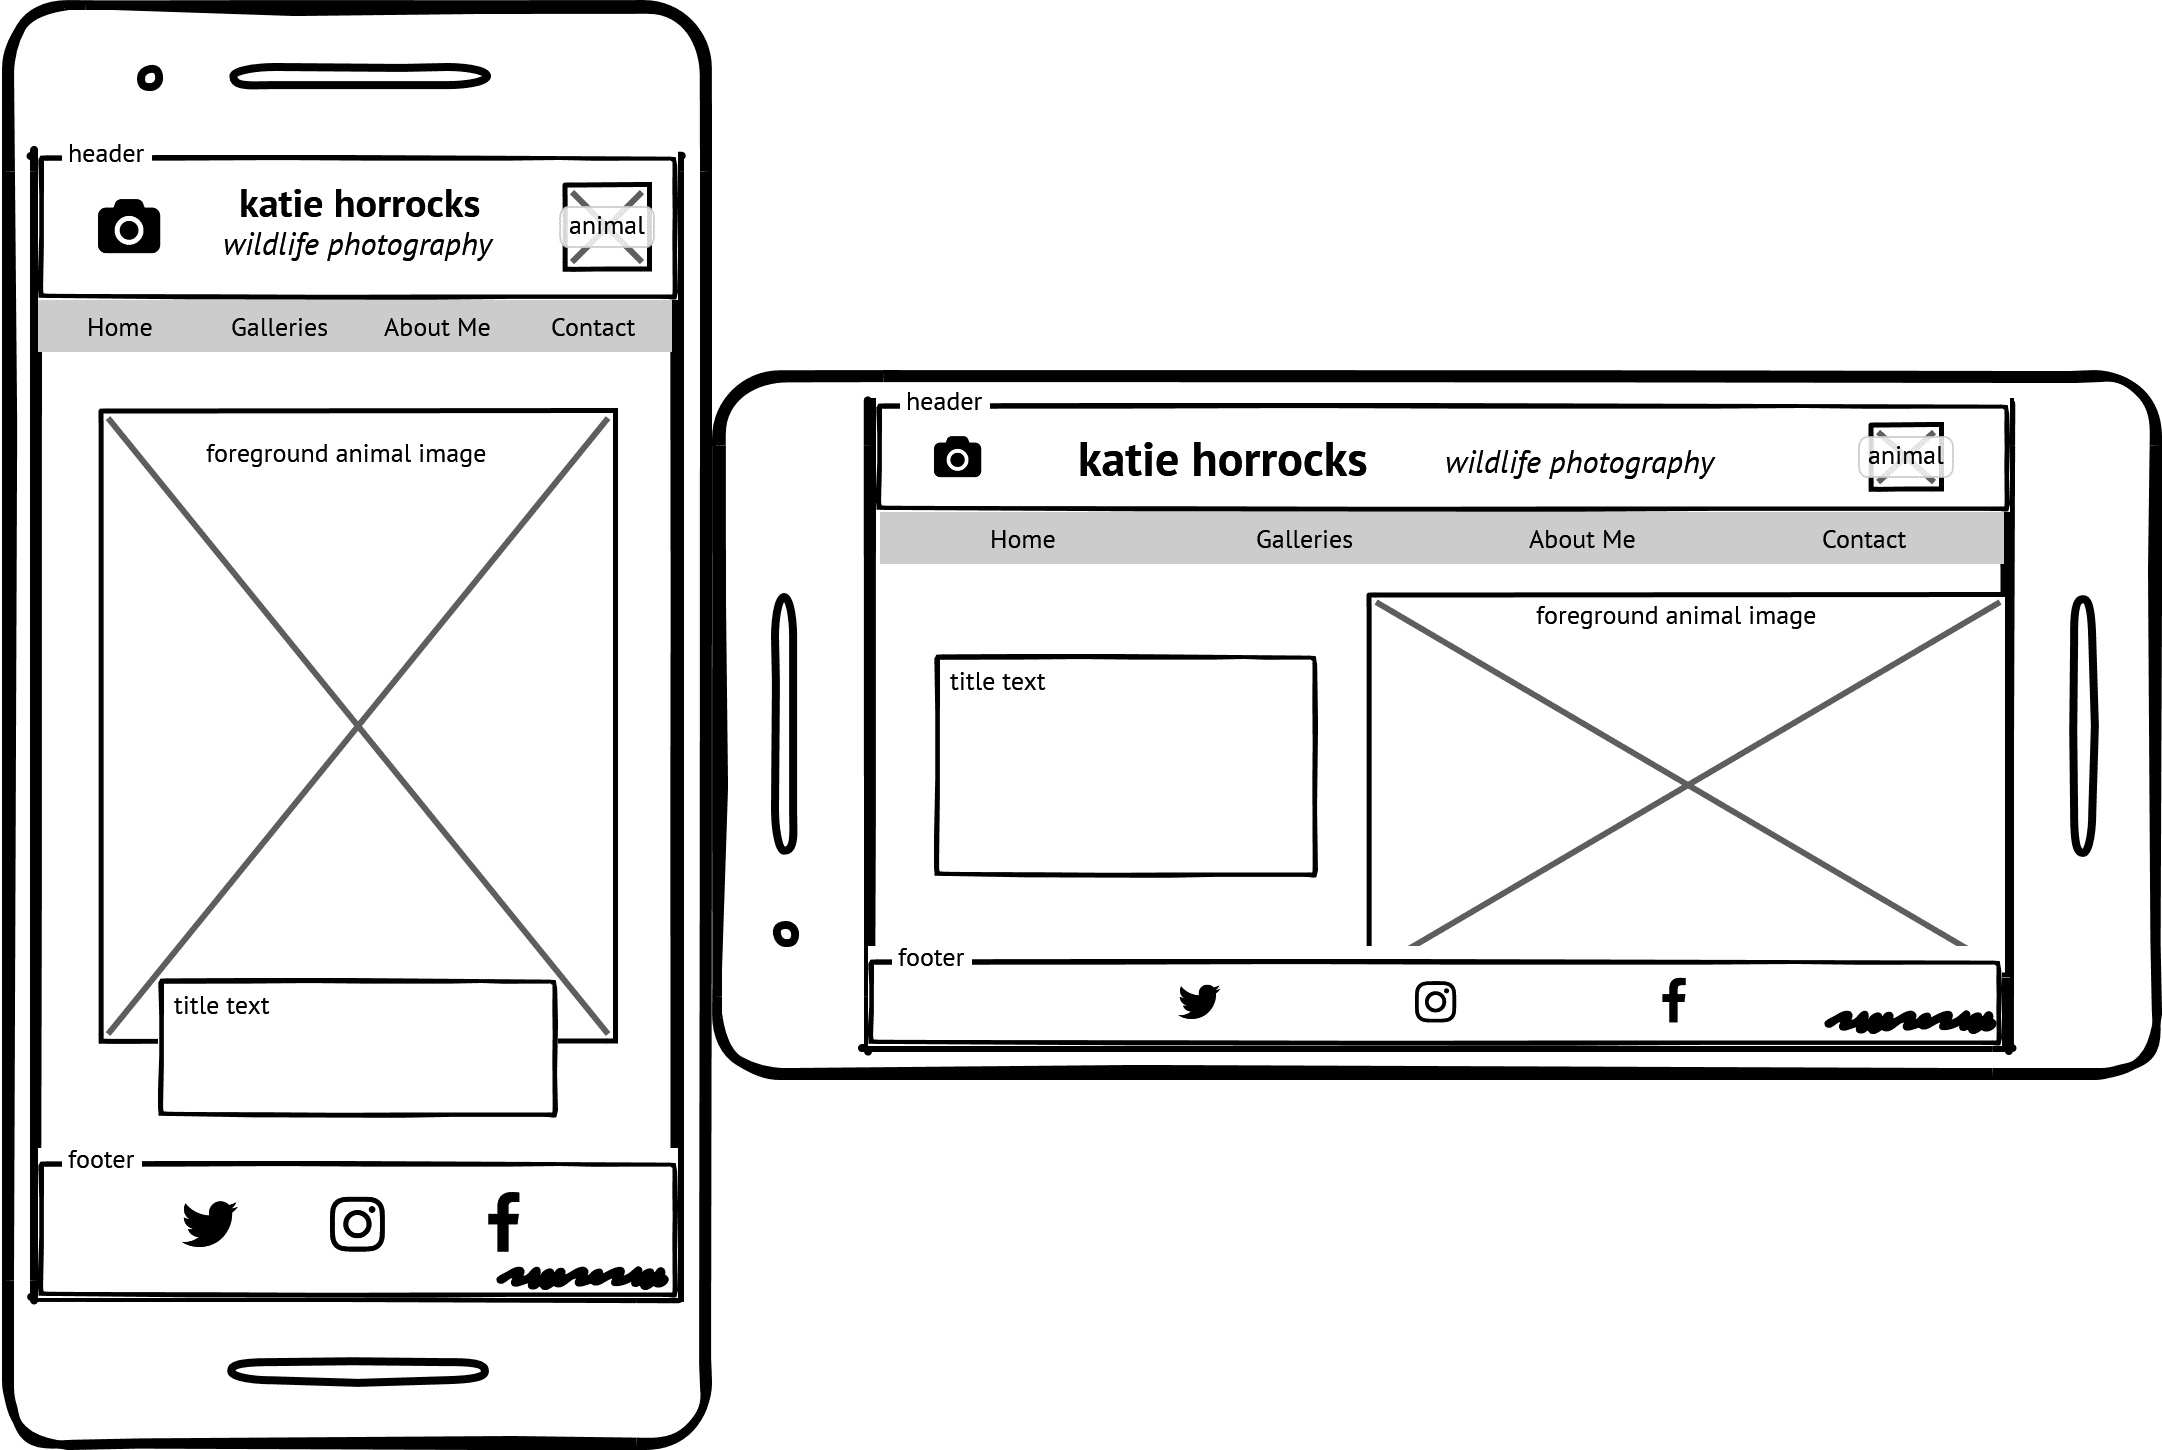 header
katie horrocks
wildlife photography
animal
Home Galleries About Me Contact
foreground animal image
title text
footer
header
katie horrocks wildlife photography animal
Home Galleries About Me Contact
foreground animal image
title text
footer